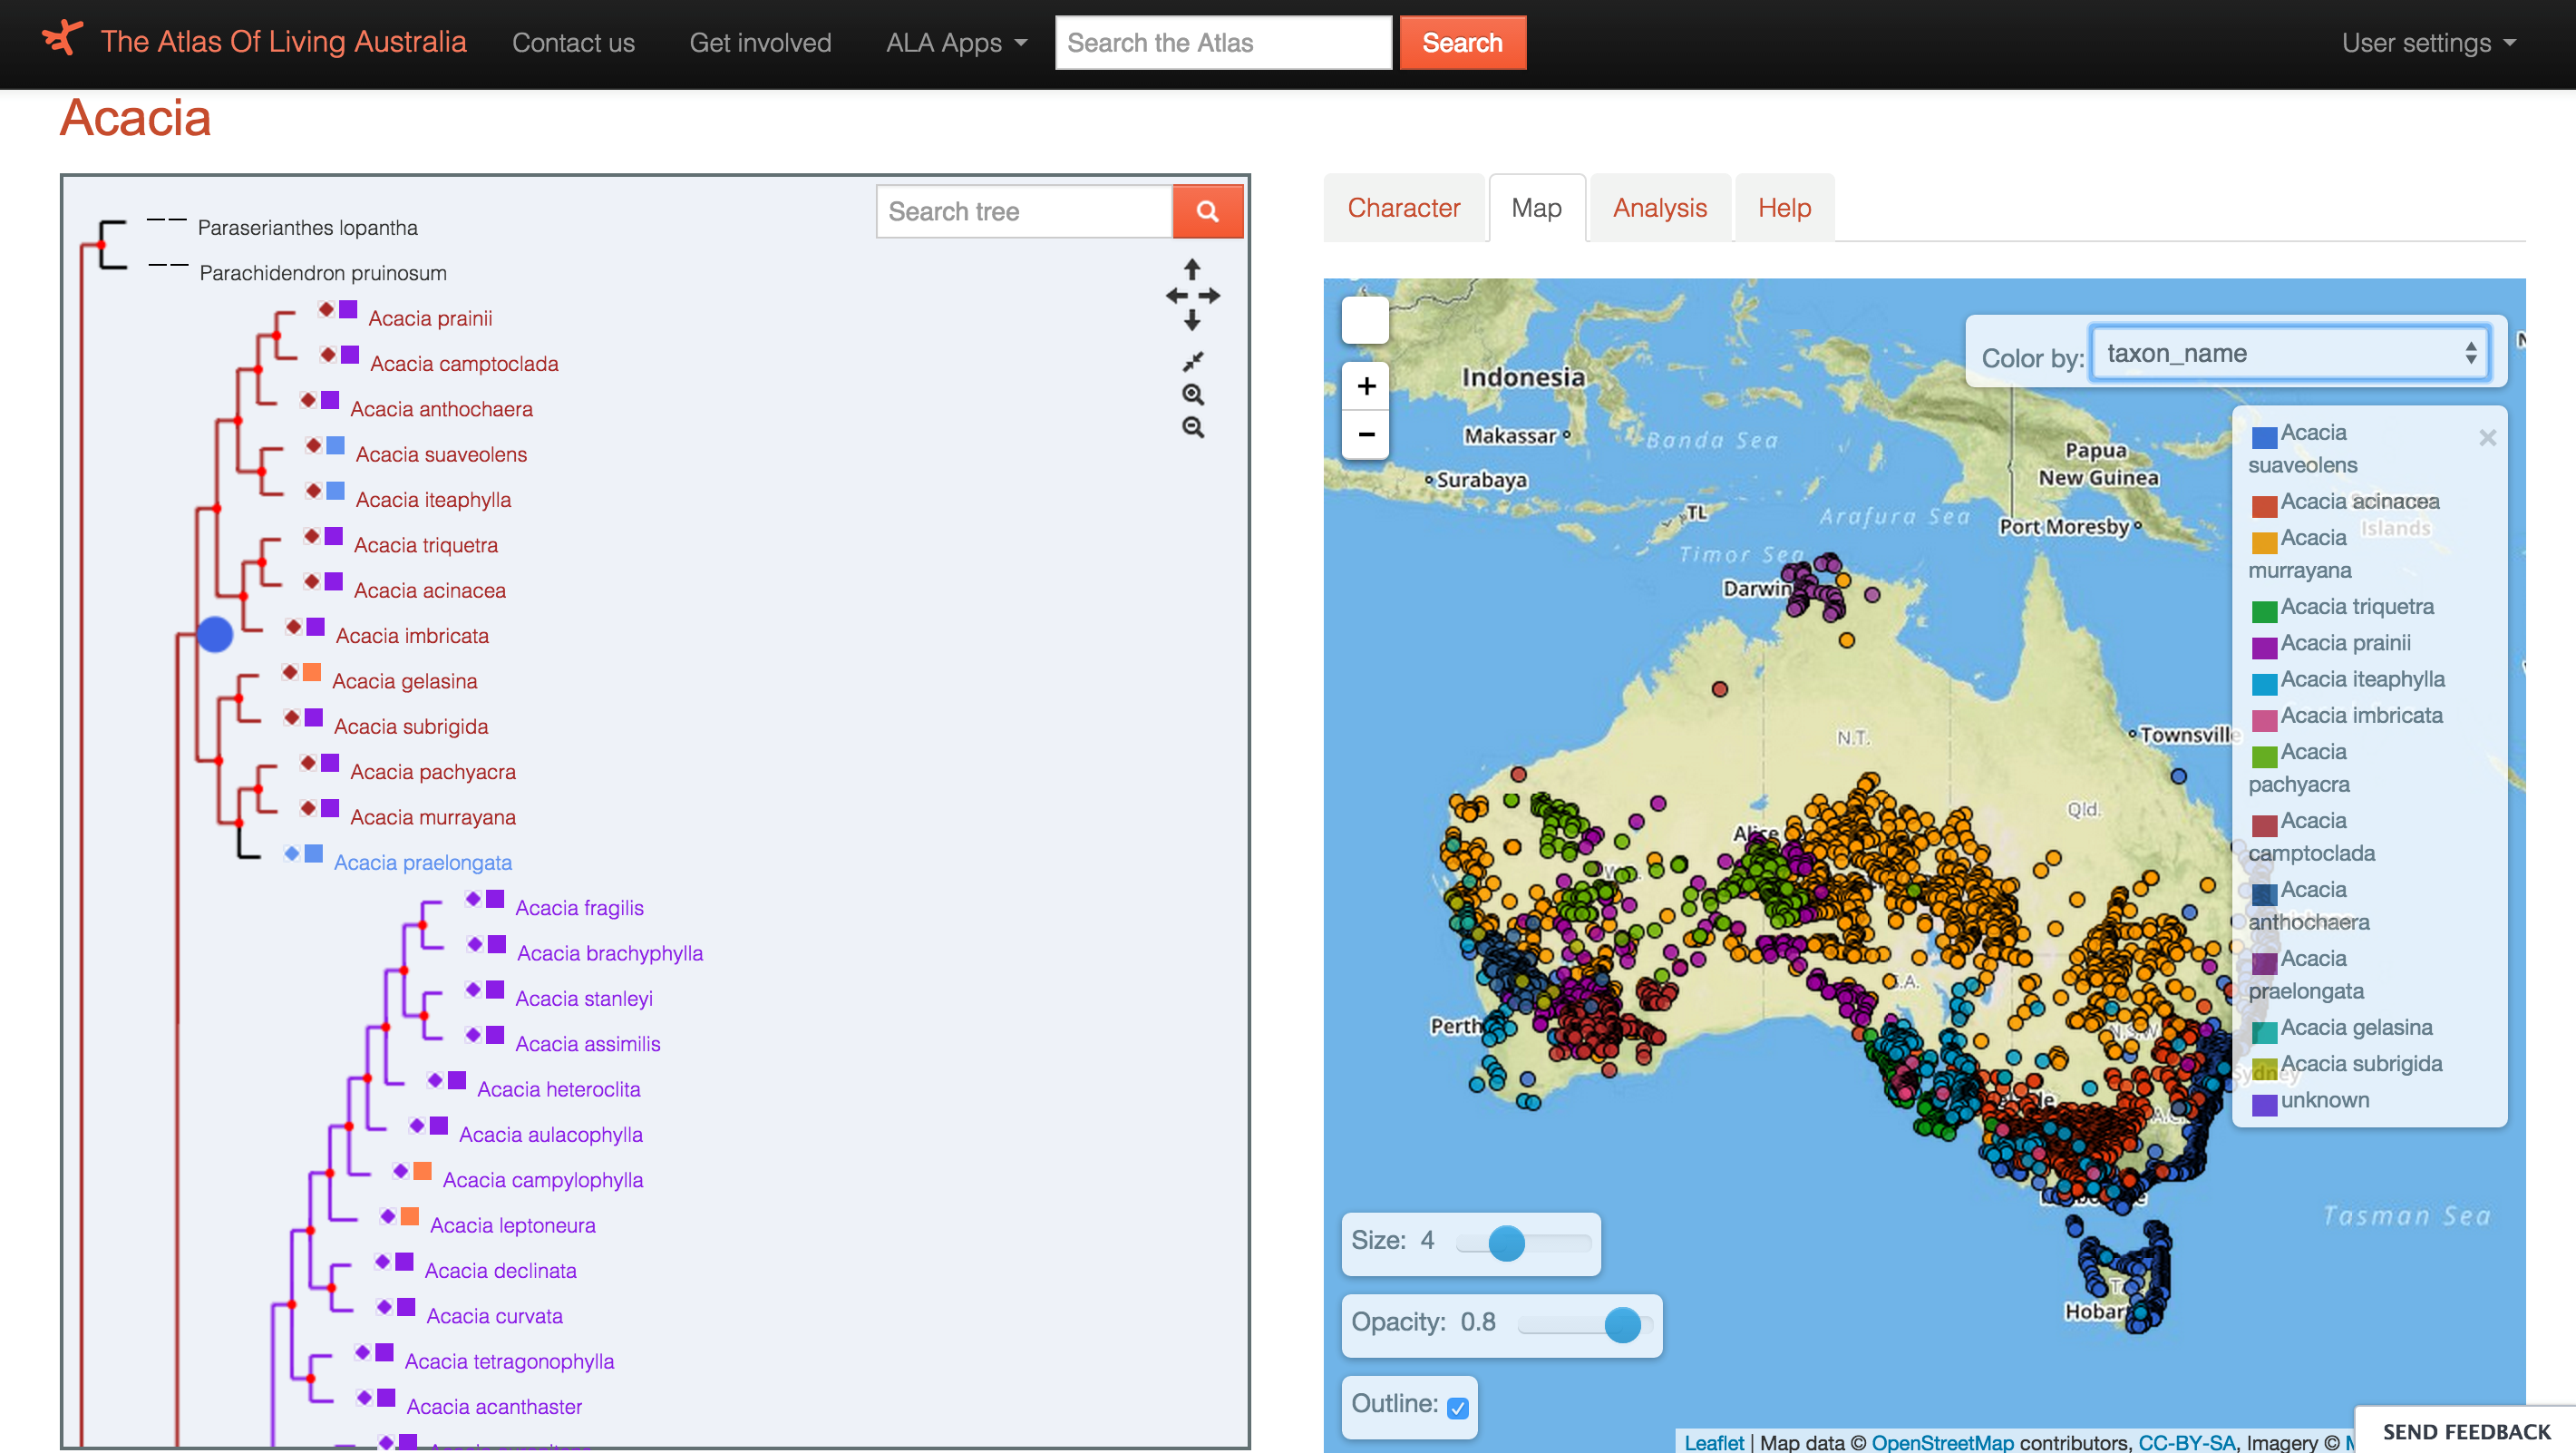 The Atlas Of Living Australia Contact us Get involved ALA Apps Search the Atlas Search User settings
Acacia
Search tree
Paraserianthes lopantha
Parachidendron pruinosum
Acacia prainii
Acacia camptoclada
Acacia anthochaera
Acacia suaveolens
Acacia iteaphylla
Acacia triquetra
Acacia acinacea
Acacia imbricata
Acacia gelasina
Acacia subrigida
Acacia pachyacra
Acacia murrayana
Acacia praelongata
Acacia fragilis
Acacia brachyphylla
Acacia stanleyi
Acacia assimilis
Acacia heteroclita
Acacia aulacophylla
Acacia campylophylla
Acacia leptoneura
Acacia declinata
Acacia curvata
Acacia tetragonophylla
Acacia acanthaster
Character Map Analysis Help
Color by: taxon_name
+
−
Indonesia
Makassar
Banda Sea
Surabaya
Papua
New Guinea
TL
Arafura Sea
Port Moresby
Timor Sea
Darwin
Islands
N.T.
Townsville
Qld.
Alice
S.A.
Perth
N.S.W
Sydney
Tasman Sea
Hobar
Acacia
suaveolens
Acacia acinacea
Acacia
murrayana
Acacia triquetra
Acacia prainii
Acacia iteaphylla
Acacia imbricata
Acacia
pachyacra
Acacia
camptoclada
Acacia
anthochaera
Acacia
praelongata
Acacia gelasina
Acacia subrigida
unknown
Size: 4
Opacity: 0.8
Outline:
Leaflet | Map data © OpenStreetMap contributors, CC-BY-SA, Imagery ©
SEND FEEDBACK